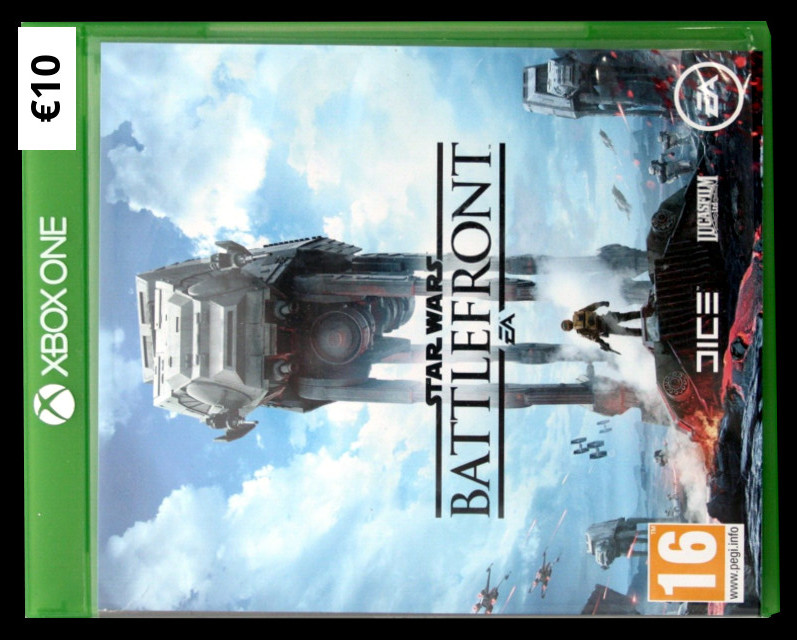 €10
XBOX ONE
STAR WARS
BATTLEFRONT
EA
16
www.pegi.info
DICE
LUCASFILM
EA